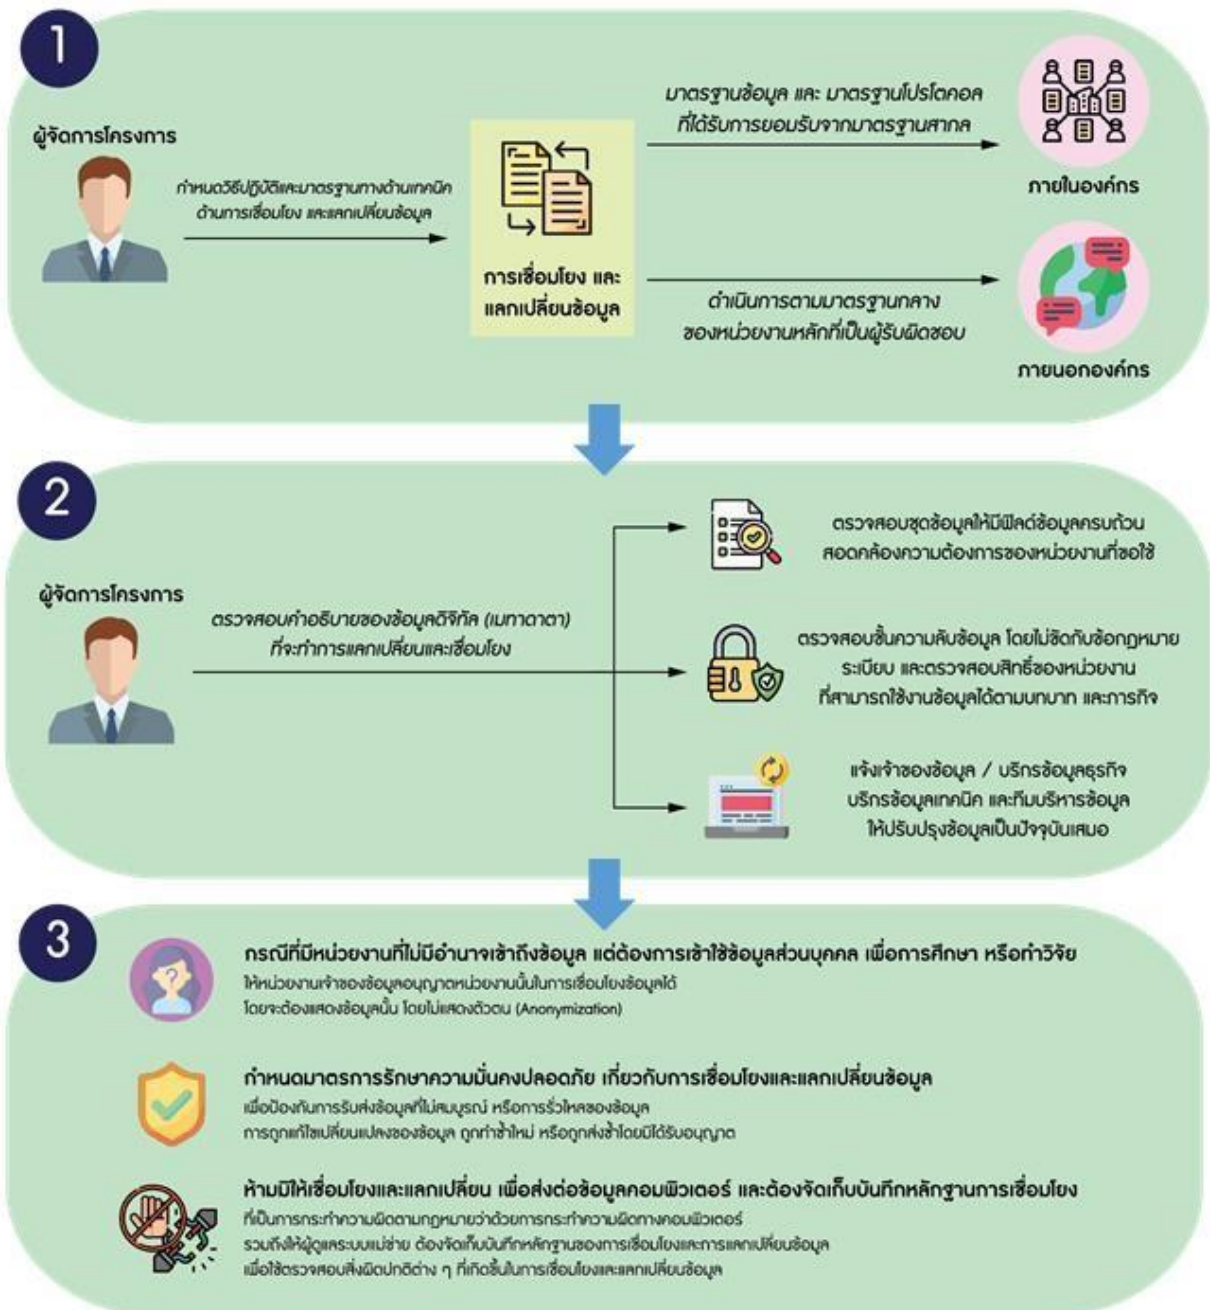 1
ผู้จัดการโครงการ
กำหนดวิธีปฏิบัติและมาตรฐานทางด้านเทคนิค
ด้านการเชื่อมโยง และแลกเปลี่ยนข้อมูล
การเชื่อมโยง และ
แลกเปลี่ยนข้อมูล
มาตรฐานข้อมูล และ มาตรฐานโปรโตคอล
ที่ได้รับการยอมรับจากมาตรฐานสากล
ภายในองค์กร
ดำเนินการตามมาตรฐานกลาง
ของหน่วยงานหลักที่เป็นผู้รับผิดชอบ
ภายนอกองค์กร
2
ผู้จัดการโครงการ
ตรวจสอบคำอธิบายของข้อมูลดิจิทัล (เมทาดาตา)
ที่จะทำการแลกเปลี่ยนและเชื่อมโยง
ตรวจสอบชุดข้อมูลให้มีฟิลด์ข้อมูลครบถ้วน
สอดคล้องความต้องการของหน่วยงานที่ขอใช้
ตรวจสอบชั้นความลับข้อมูล โดยไม่ขัดกับข้อกฎหมาย
ระเบียบ และตรวจสอบสิทธิ์ของหน่วยงาน
ที่สามารถใช้งานข้อมูลได้ตามบทบาท และภารกิจ
แจ้งเจ้าของข้อมูล / บริกรข้อมูลธุรกิจ
บริกรข้อมูลเทคนิค และทีมบริหารข้อมูล
ให้ปรับปรุงข้อมูลเป็นปัจจุบันเสมอ
3
กรณีที่มีหน่วยงานที่ไม่มีอำนาจเข้าถึงข้อมูล แต่ต้องการเข้าใช้ข้อมูลส่วนบุคคล เพื่อการศึกษา หรือทำวิจัย
ให้หน่วยงานเจ้าของข้อมูลอนุญาตหน่วยงานนั้นในการเชื่อมโยงข้อมูลได้
โดยจะต้องแสดงข้อมูลนั้น โดยไม่แสดงตัวตน (Anonymization)
กำหนดมาตรการรักษาความมั่นคงปลอดภัย เกี่ยวกับการเชื่อมโยงและแลกเปลี่ยนข้อมูล
เพื่อป้องกันการรับส่งข้อมูลที่ไม่สมบูรณ์ หรือการรั่วไหลของข้อมูล
การถูกแก้ไขเปลี่ยนแปลงของข้อมูล ถูกทำซ้ำใหม่ หรือถูกส่งซ้ำโดยมิได้รับอนุญาต
ห้ามมิให้เชื่อมโยงและแลกเปลี่ยน เพื่อส่งต่อข้อมูลคอมพิวเตอร์ และต้องจัดเก็บบันทึกหลักฐานการเชื่อมโยง
ที่เป็นการกระทำความผิดตามกฎหมายว่าด้วยการกระทำความผิดทางคอมพิวเตอร์
รวมถึงให้ผู้ดูแลระบบแม่ข่าย ต้องจัดเก็บบันทึกหลักฐานของการเชื่อมโยงและการแลกเปลี่ยนข้อมูล
เพื่อใช้ตรวจสอบสิ่งผิดปกติต่าง ๆ ที่เกิดขึ้นในการเชื่อมโยงและแลกเปลี่ยนข้อมูล